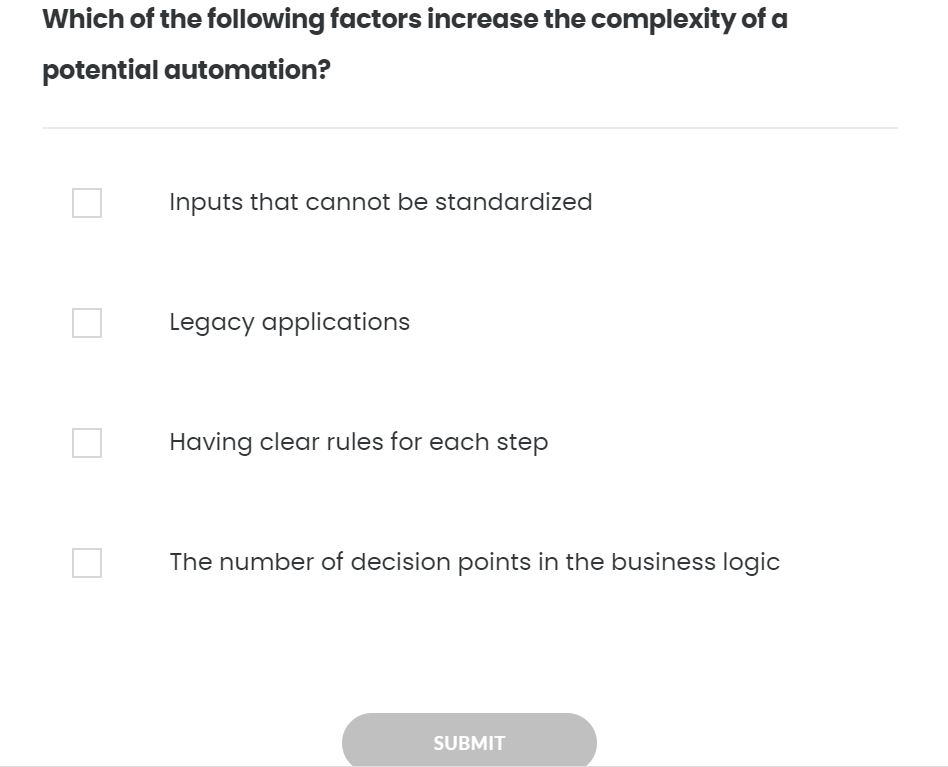 Which of the following factors increase the complexity of a
potential automation?
Inputs that cannot be standardized
Legacy applications
Having clear rules for each step
The number of decision points in the business logic
SUBMIT